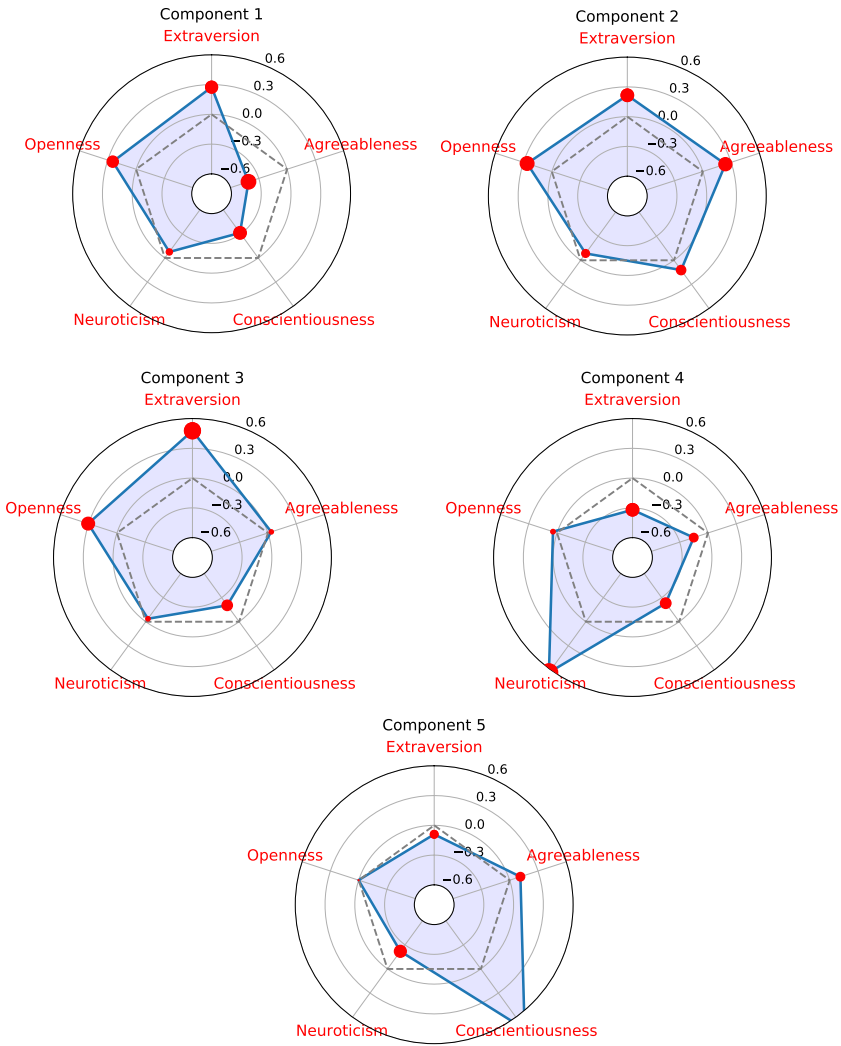 Component 1
Extraversion
0.6
0.3
0.0
−0.3
−0.6
Openness
Agreeableness
Neuroticism
Conscientiousness
Component 2
Extraversion
0.6
0.3
0.0
−0.3
−0.6
Openness
Agreeableness
Neuroticism
Conscientiousness
Component 3
Extraversion
0.6
0.3
0.0
−0.3
−0.6
Openness
Agreeableness
Neuroticism
Conscientiousness
Component 4
Extraversion
0.6
0.3
0.0
−0.3
−0.6
Openness
Agreeableness
Neuroticism
Conscientiousness
Component 5
Extraversion
0.6
0.3
0.0
−0.3
−0.6
Openness
Agreeableness
Neuroticism
Conscientiousness